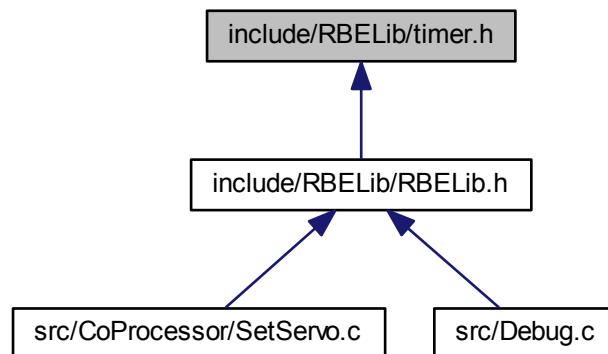 include/RBELib/timer.h
include/RBELib/RBELib.h
src/CoProcessor/SetServo.c
src/Debug.c